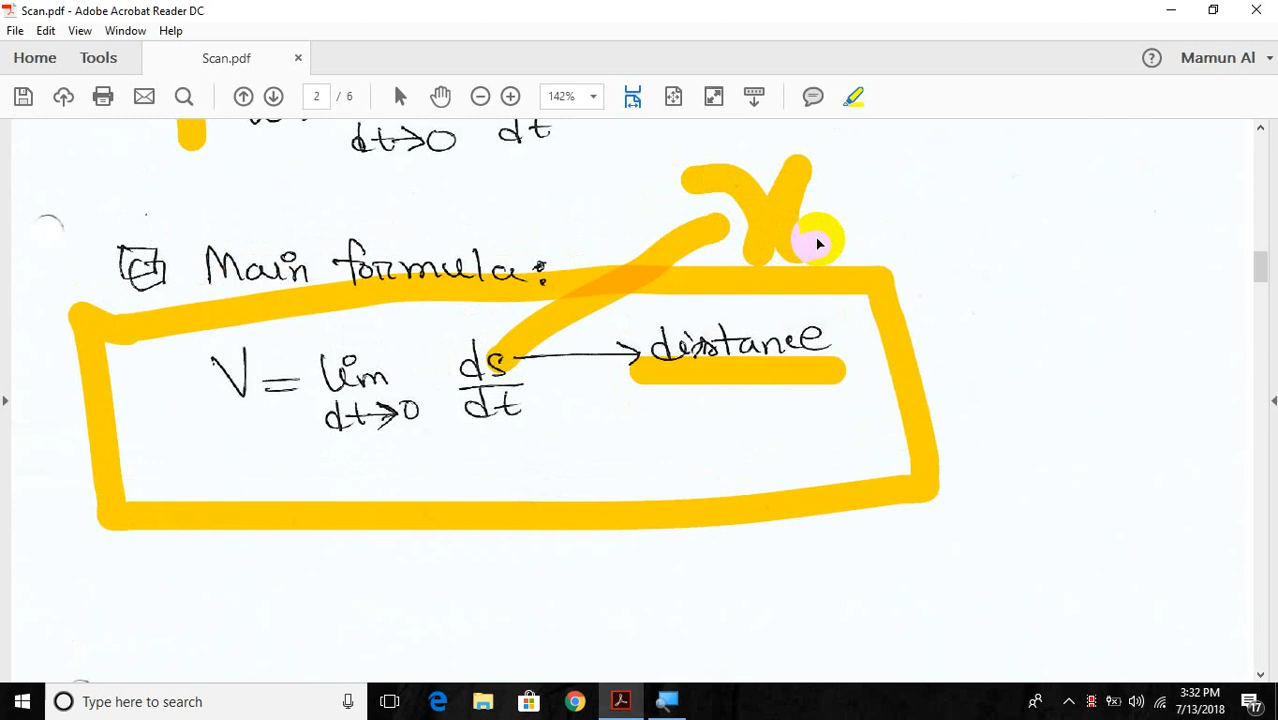 Scan.pdf - Adobe Acrobat Reader DC
File Edit View Window Help
Home Tools Scan.pdf × Mamun Al
2 / 6 142%
dt→0 dt
Main formula:
x
V = lim ds → distance
dt→0 dt
Type here to search
3:32 PM
7/13/2018
17